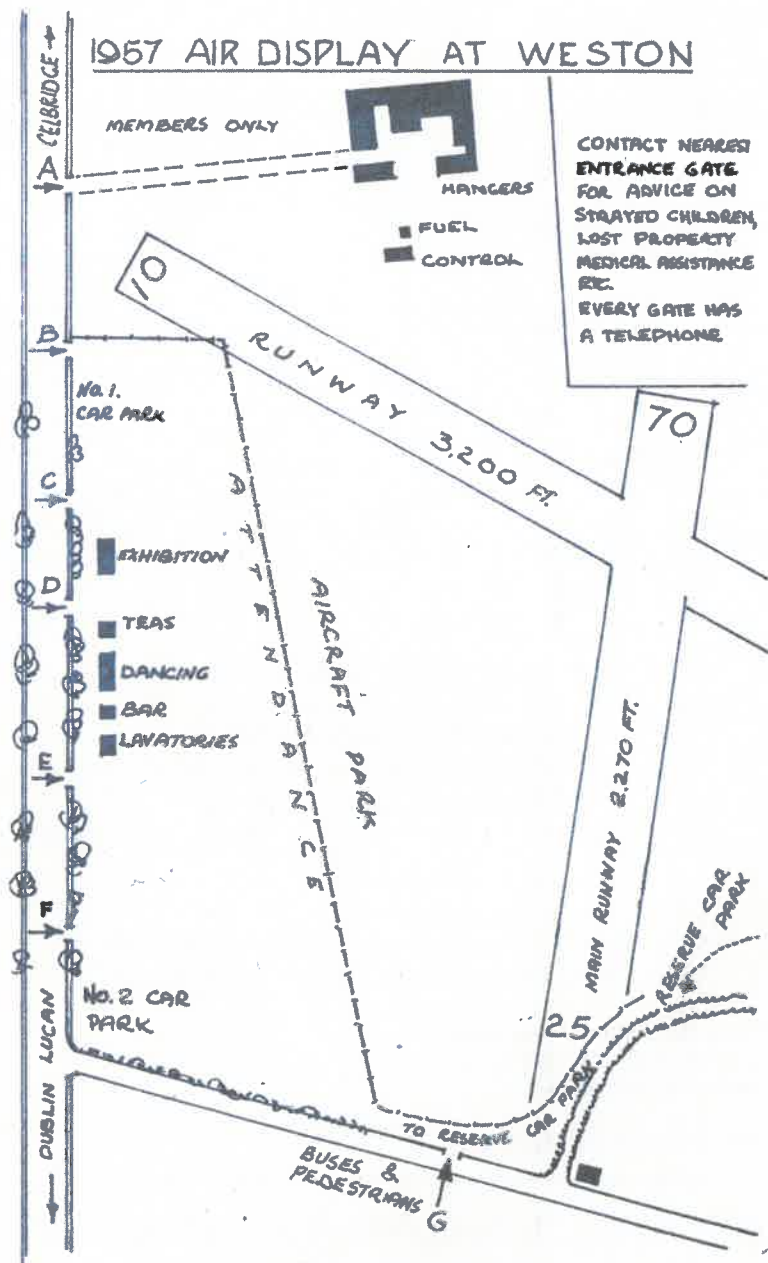 1957 AIR DISPLAY AT WESTON
CELBRIDGE
MEMBERS ONLY
A
HANGERS
FUEL
CONTROL
CONTACT NEAREST
ENTRANCE GATE
FOR ADVICE ON
STRAYED CHILDREN,
LOST PROPERTY
MEDICAL ASSISTANCE
ETC.
EVERY GATE HAS
A TELEPHONE
10
B
RUNWAY 3,200 FT.
70
No 1.
CAR PARK
C
ATTENDANCE
EXHIBITION
D
AIRCRAFT PARK
TEAS
DANCING
BAR
LAVATORIES
E
MAIN RUNWAY 2,270 FT.
F
RESERVE CAR
PARK
No. 2 CAR
PARK
25
DUBLIN LUCAN
TO RESERVE CAR PARK
BUSES &
PEDESTRIANS
G